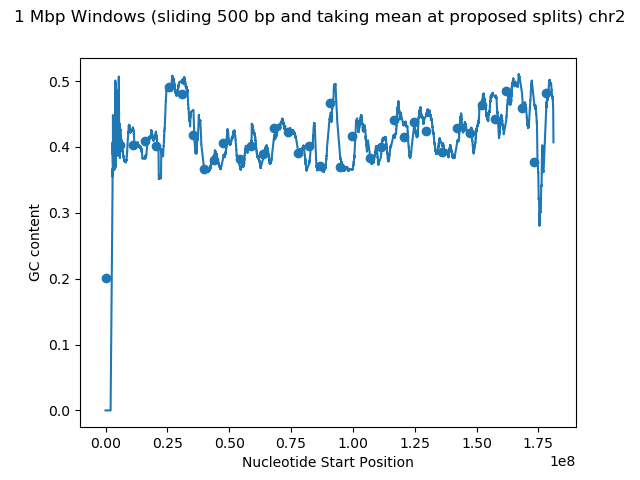 1 Mbp Windows (sliding 500 bp and taking mean at proposed splits) chr2
GC content
0.5
0.4
0.3
0.2
0.1
0.0
0.00 0.25 0.50 0.75 1.00 1.25 1.50 1.75
1e8
Nucleotide Start Position